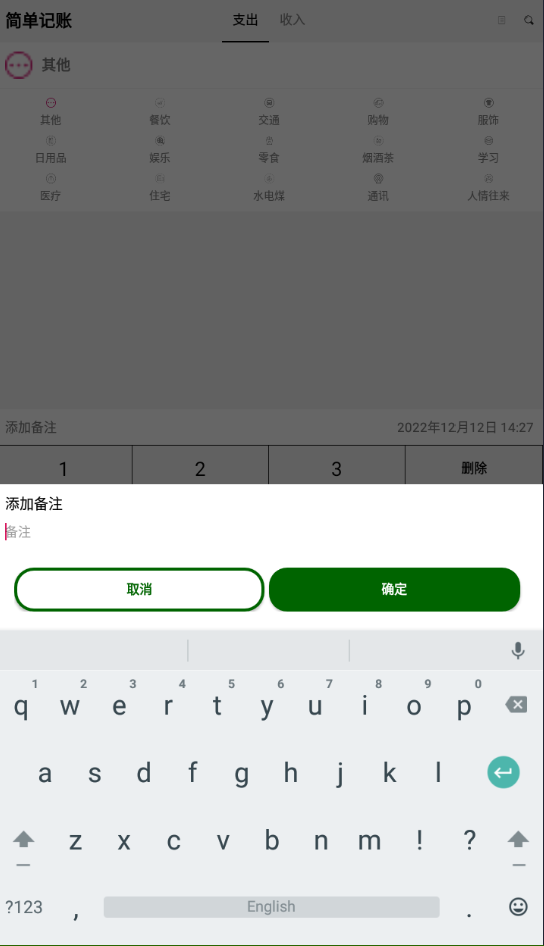 简单记账 支出 收入
其他
其他 餐饮 交通 购物 服饰
日用品 娱乐 零食 烟酒茶 学习
医疗 住宅 水电煤 通讯 人情往来
添加备注 2022年12月12日 14:27
1 2 3 删除
添加备注
备注
取消 确定
1 2 3 4 5 6 7 8 9 0
q w e r t y u i o p
a s d f g h j k l
z x c v b n m ! ?
?123 , English .